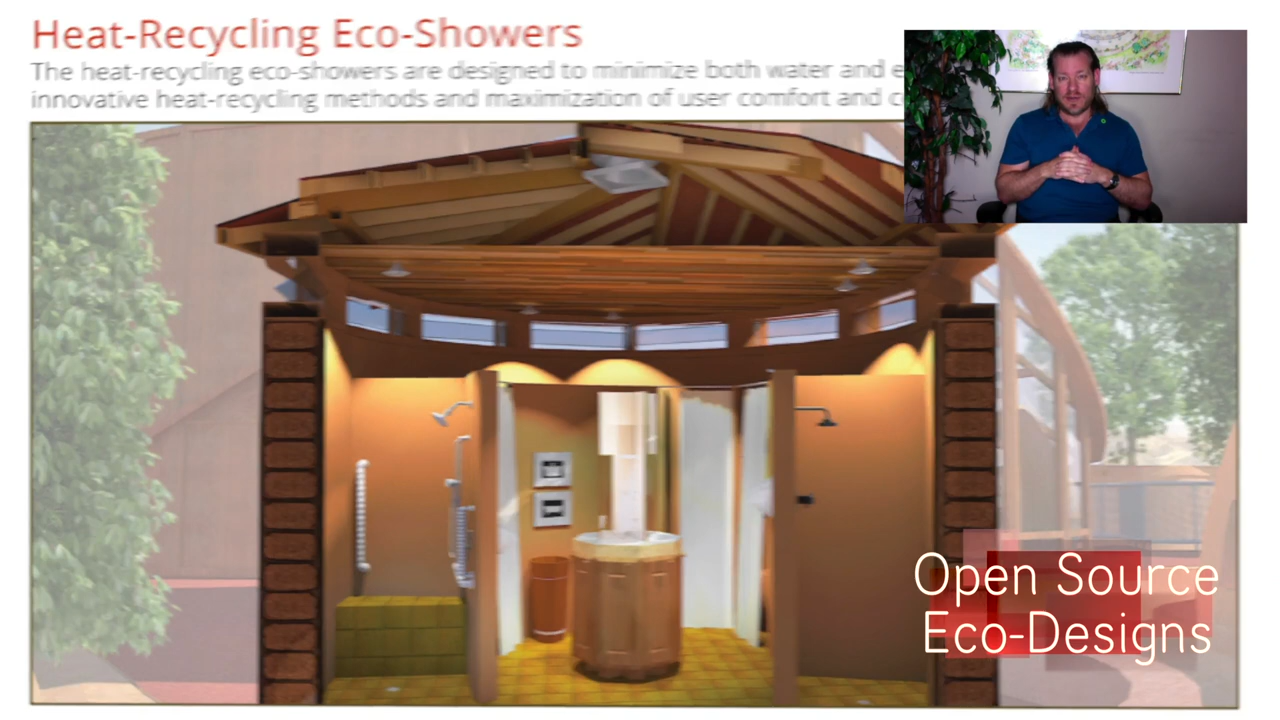 Heat-Recycling Eco-Showers
The heat-recycling eco-showers are designed to minimize both water and
innovative heat-recycling methods and maximization of user comfort and
Open Source
Eco-Designs